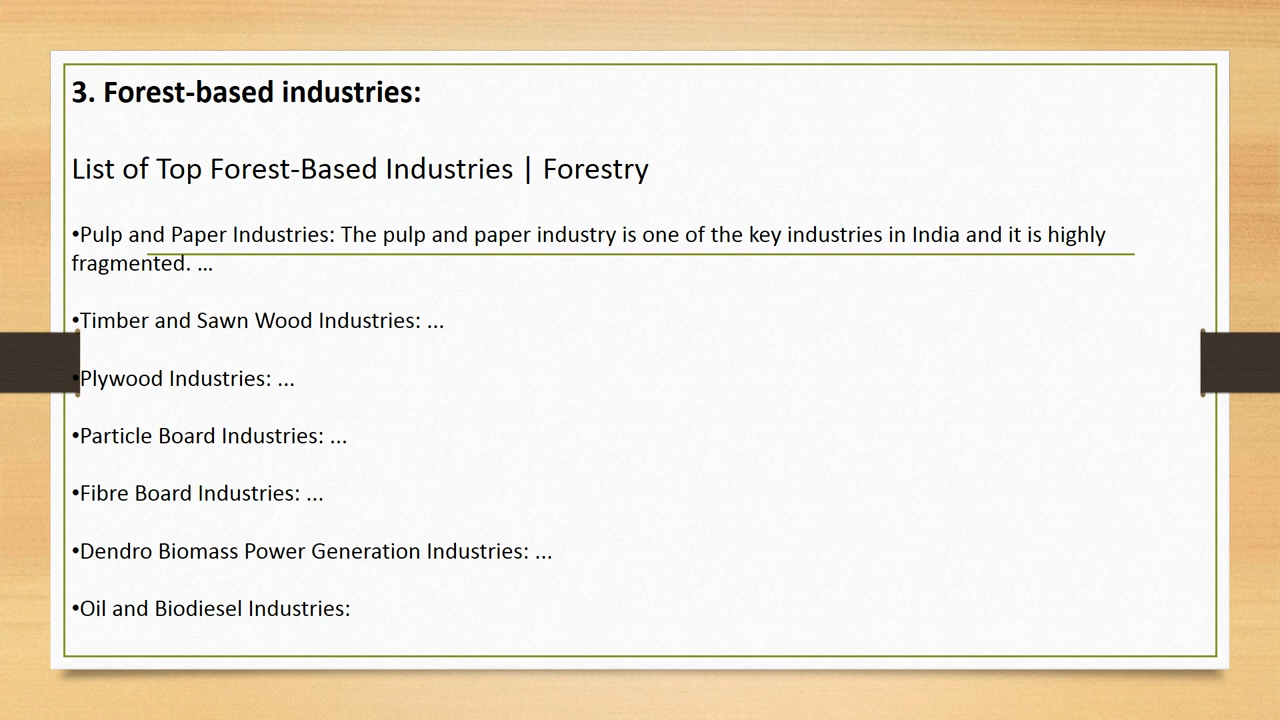 3. Forest-based industries:
List of Top Forest-Based Industries | Forestry
•Pulp and Paper Industries: The pulp and paper industry is one of the key industries in India and it is highly
fragmented. ...
•Timber and Sawn Wood Industries: ...
•Plywood Industries: ...
•Particle Board Industries: ...
•Fibre Board Industries: ...
•Dendro Biomass Power Generation Industries: ...
•Oil and Biodiesel Industries: